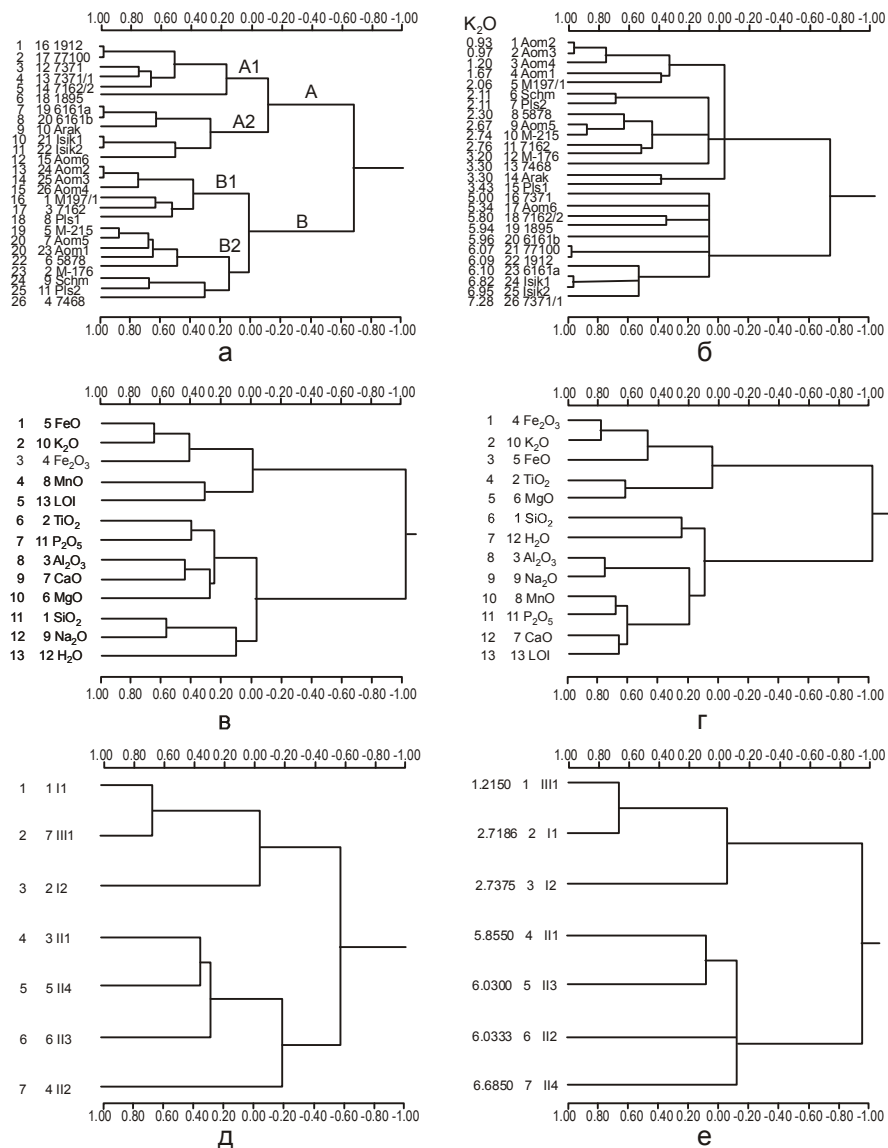 1.00 0.80 0.60 0.40 0.20 0.00 -0.20 -0.40 -0.60 -0.80 -1.00
1 16 1912
2 17 77100
3 12 7371
4 13 7371/1
5 14 7162/2
6 18 1895
7 19 6161a
8 20 6161b
9 10 Arak
10 21 Isik1
11 22 Isik2
12 15 Aom6
13 24 Aom2
14 25 Aom3
15 26 Aom4
16 1 M197/1
17 3 7162
18 8 Pls1
19 5 M-215
20 7 Aom5
20 23 Aom1
22 6 5878
23 2 M-176
24 9 Schm
25 11 Pls2
26 4 7468
A1
A
A2
B1
B
B2
1.00 0.80 0.60 0.40 0.20 0.00 -0.20 -0.40 -0.60 -0.80 -1.00
а
K₂O
1.00 0.80 0.60 0.40 0.20 0.00 -0.20 -0.40 -0.60 -0.80 -1.00
0.93 1 Aom2
0.97 2 Aom3
1.20 3 Aom4
1.67 4 Aom1
2.06 5 M197/1
2.11 6 Schm
2.11 7 Pls2
2.30 8 5878
2.67 9 Aom5
2.74 10 M-215
2.76 11 7162
3.20 12 M-176
3.30 13 7468
3.30 14 Arak
3.43 15 Pls1
5.00 16 7371
5.34 17 Aom6
5.80 18 7162/2
5.94 19 1895
5.96 20 6161b
6.07 21 77100
6.09 22 1912
6.10 23 6161a
6.82 24 Isik1
6.95 25 Isik2
7.28 26 7371/1
1.00 0.80 0.60 0.40 0.20 0.00 -0.20 -0.40 -0.60 -0.80 -1.00
б
1.00 0.80 0.60 0.40 0.20 0.00 -0.20 -0.40 -0.60 -0.80 -1.00
1 5 FeO
2 10 K₂O
3 4 Fe₂O₃
4 8 MnO
5 13 LOI
6 2 TiO₂
7 11 P₂O₅
8 3 Al₂O₃
9 7 CaO
10 6 MgO
11 1 SiO₂
12 9 Na₂O
13 12 H₂O
1.00 0.80 0.60 0.40 0.20 0.00 -0.20 -0.40 -0.60 -0.80 -1.00
в
1.00 0.80 0.60 0.40 0.20 0.00 -0.20 -0.40 -0.60 -0.80 -1.00
1 4 Fe₂O₃
2 10 K₂O
3 5 FeO
4 2 TiO₂
5 6 MgO
6 1 SiO₂
7 12 H₂O
8 3 Al₂O₃
9 9 Na₂O
10 8 MnO
11 11 P₂O₅
12 7 CaO
13 13 LOI
1.00 0.80 0.60 0.40 0.20 0.00 -0.20 -0.40 -0.60 -0.80 -1.00
г
1.00 0.80 0.60 0.40 0.20 0.00 -0.20 -0.40 -0.60 -0.80 -1.00
1 1 I1
2 7 III1
3 2 I2
4 3 II1
5 5 II4
6 6 II3
7 4 II2
1.00 0.80 0.60 0.40 0.20 0.00 -0.20 -0.40 -0.60 -0.80 -1.00
д
1.00 0.80 0.60 0.40 0.20 0.00 -0.20 -0.40 -0.60 -0.80 -1.00
1.2150 1 III1
2.7186 2 I1
2.7375 3 I2
5.8550 4 II1
6.0300 5 II3
6.0333 6 II2
6.6850 7 II4
1.00 0.80 0.60 0.40 0.20 0.00 -0.20 -0.40 -0.60 -0.80 -1.00
е